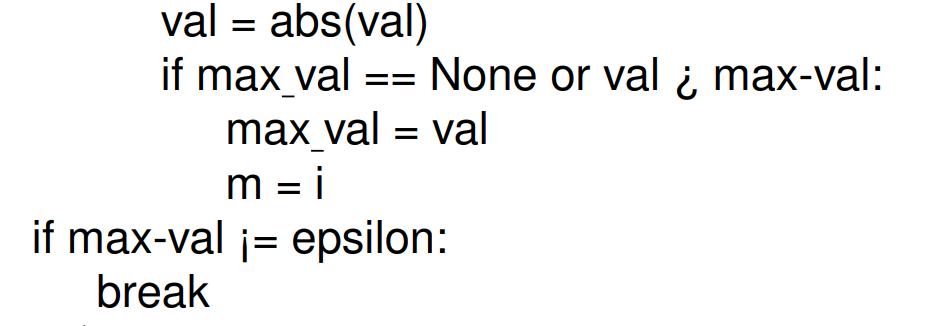 val = abs(val)
if max_val == None or val ¿ max-val:
max_val = val
m = i
if max-val ¡= epsilon:
break